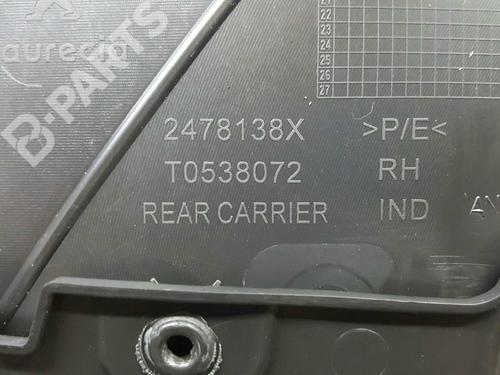 B-PARTS
22
23
24
25
26
27
2478138X >P/E<
T0538072 RH
REAR CARRIER IND